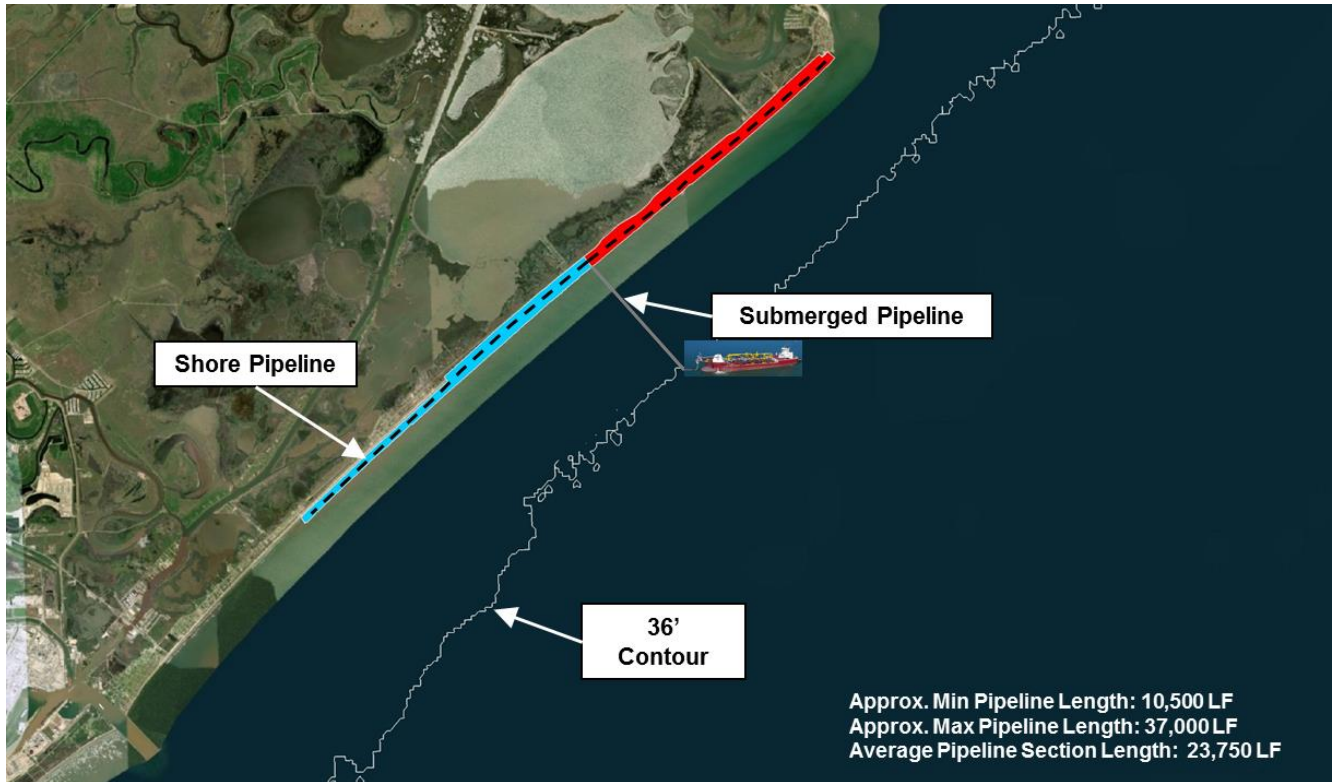 Submerged Pipeline
Shore Pipeline
36’
Contour
Approx. Min Pipeline Length: 10,500 LF
Approx. Max Pipeline Length: 37,000 LF
Average Pipeline Section Length: 23,750 LF